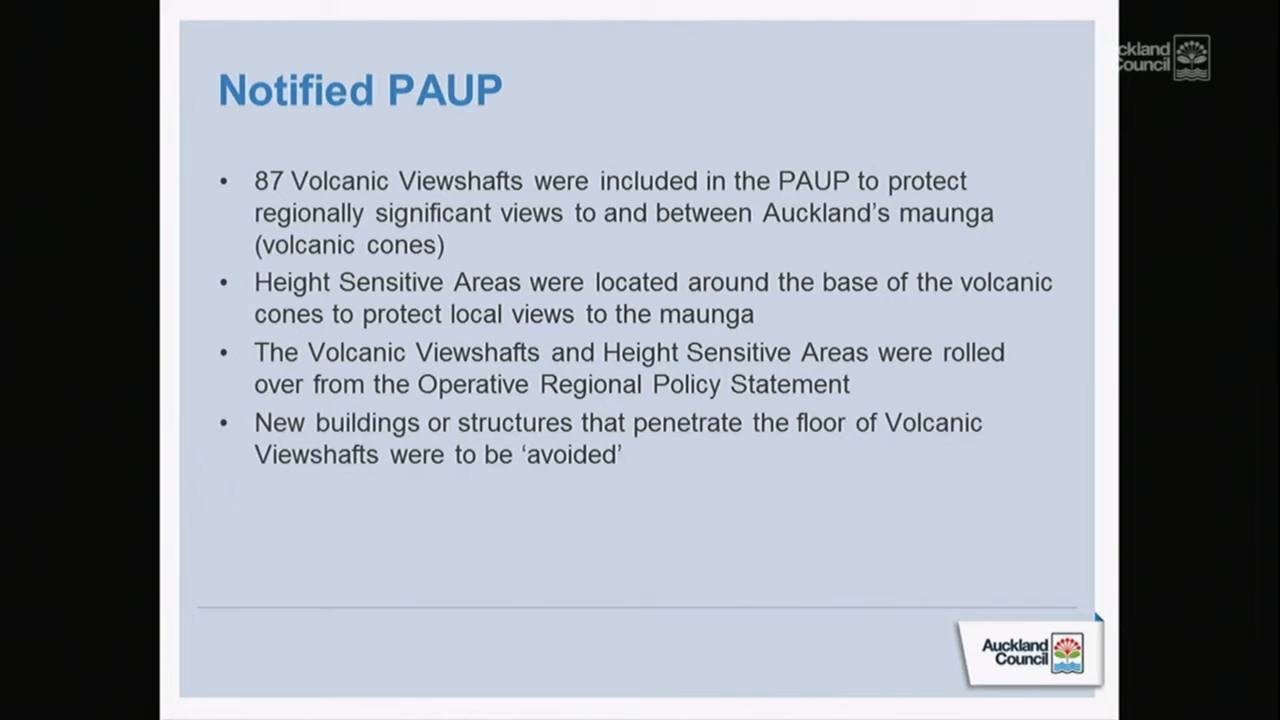 ckland
Council
Notified PAUP
• 87 Volcanic Viewshafts were included in the PAUP to protect
regionally significant views to and between Auckland's maunga
(volcanic cones)
• Height Sensitive Areas were located around the base of the volcanic
cones to protect local views to the maunga
• The Volcanic Viewshafts and Height Sensitive Areas were rolled
over from the Operative Regional Policy Statement
• New buildings or structures that penetrate the floor of Volcanic
Viewshafts were to be ‘avoided’
Auckland
Council